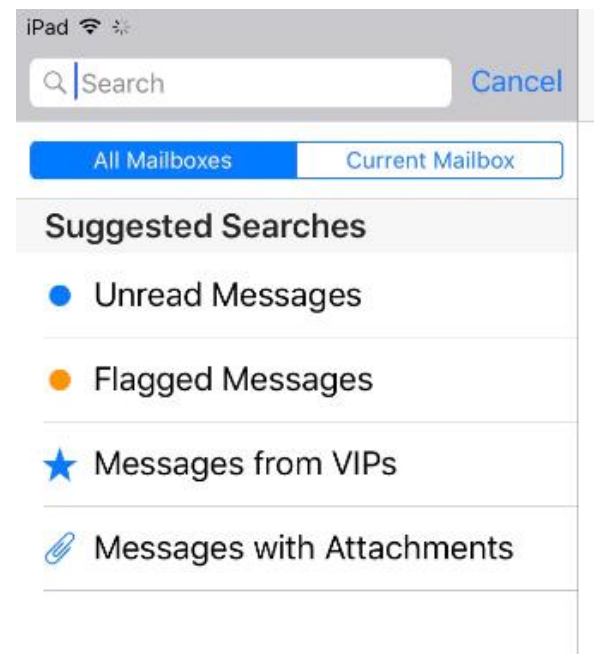 iPad
Search Cancel
All Mailboxes Current Mailbox
Suggested Searches
Unread Messages
Flagged Messages
Messages from VIPs
Messages with Attachments